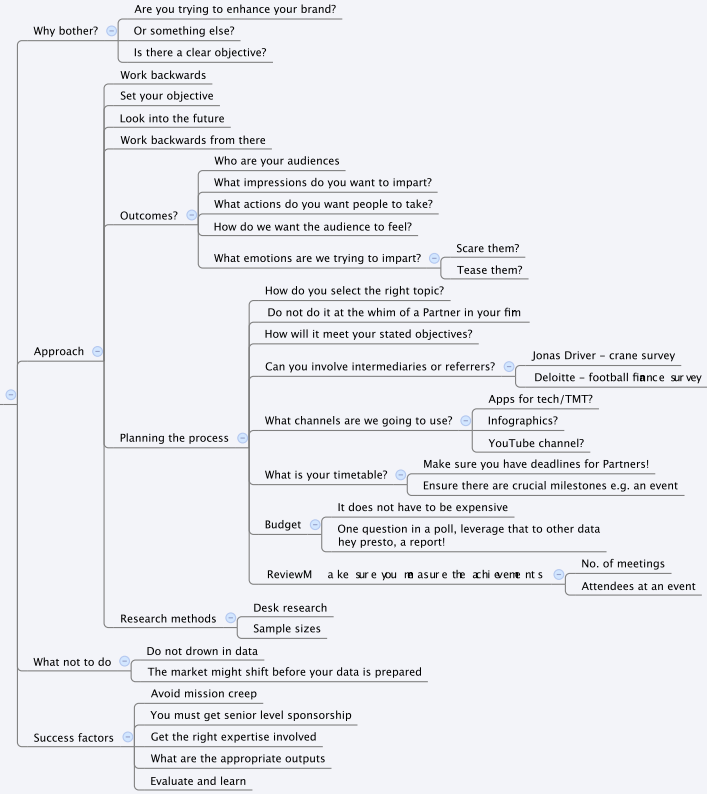 Why bother?
Are you trying to enhance your brand?
Or something else?
Is there a clear objective?
Approach
Work backwards
Set your objective
Look into the future
Work backwards from there
Outcomes?
Who are your audiences
What impressions do you want to impart?
What actions do you want people to take?
How do we want the audience to feel?
What emotions are we trying to impart?
Scare them?
Tease them?
Planning the process
How do you select the right topic?
Do not do it at the whim of a Partner in your firm
How will it meet your stated objectives?
Can you involve intermediaries or referrers?
Jonas Driver – crane survey
Deloitte – football finance survey
What channels are we going to use?
Apps for tech/TMT?
Infographics?
YouTube channel?
What is your timetable?
Make sure you have deadlines for Partners!
Ensure there are crucial milestones e.g. an event
Budget
It does not have to be expensive
One question in a poll, leverage that to other data
hey presto, a report!
ReviewMake sure you measure the achievements
No. of meetings
Attendees at an event
Research methods
Desk research
Sample sizes
What not to do
Do not drown in data
The market might shift before your data is prepared
Success factors
Avoid mission creep
You must get senior level sponsorship
Get the right expertise involved
What are the appropriate outputs
Evaluate and learn